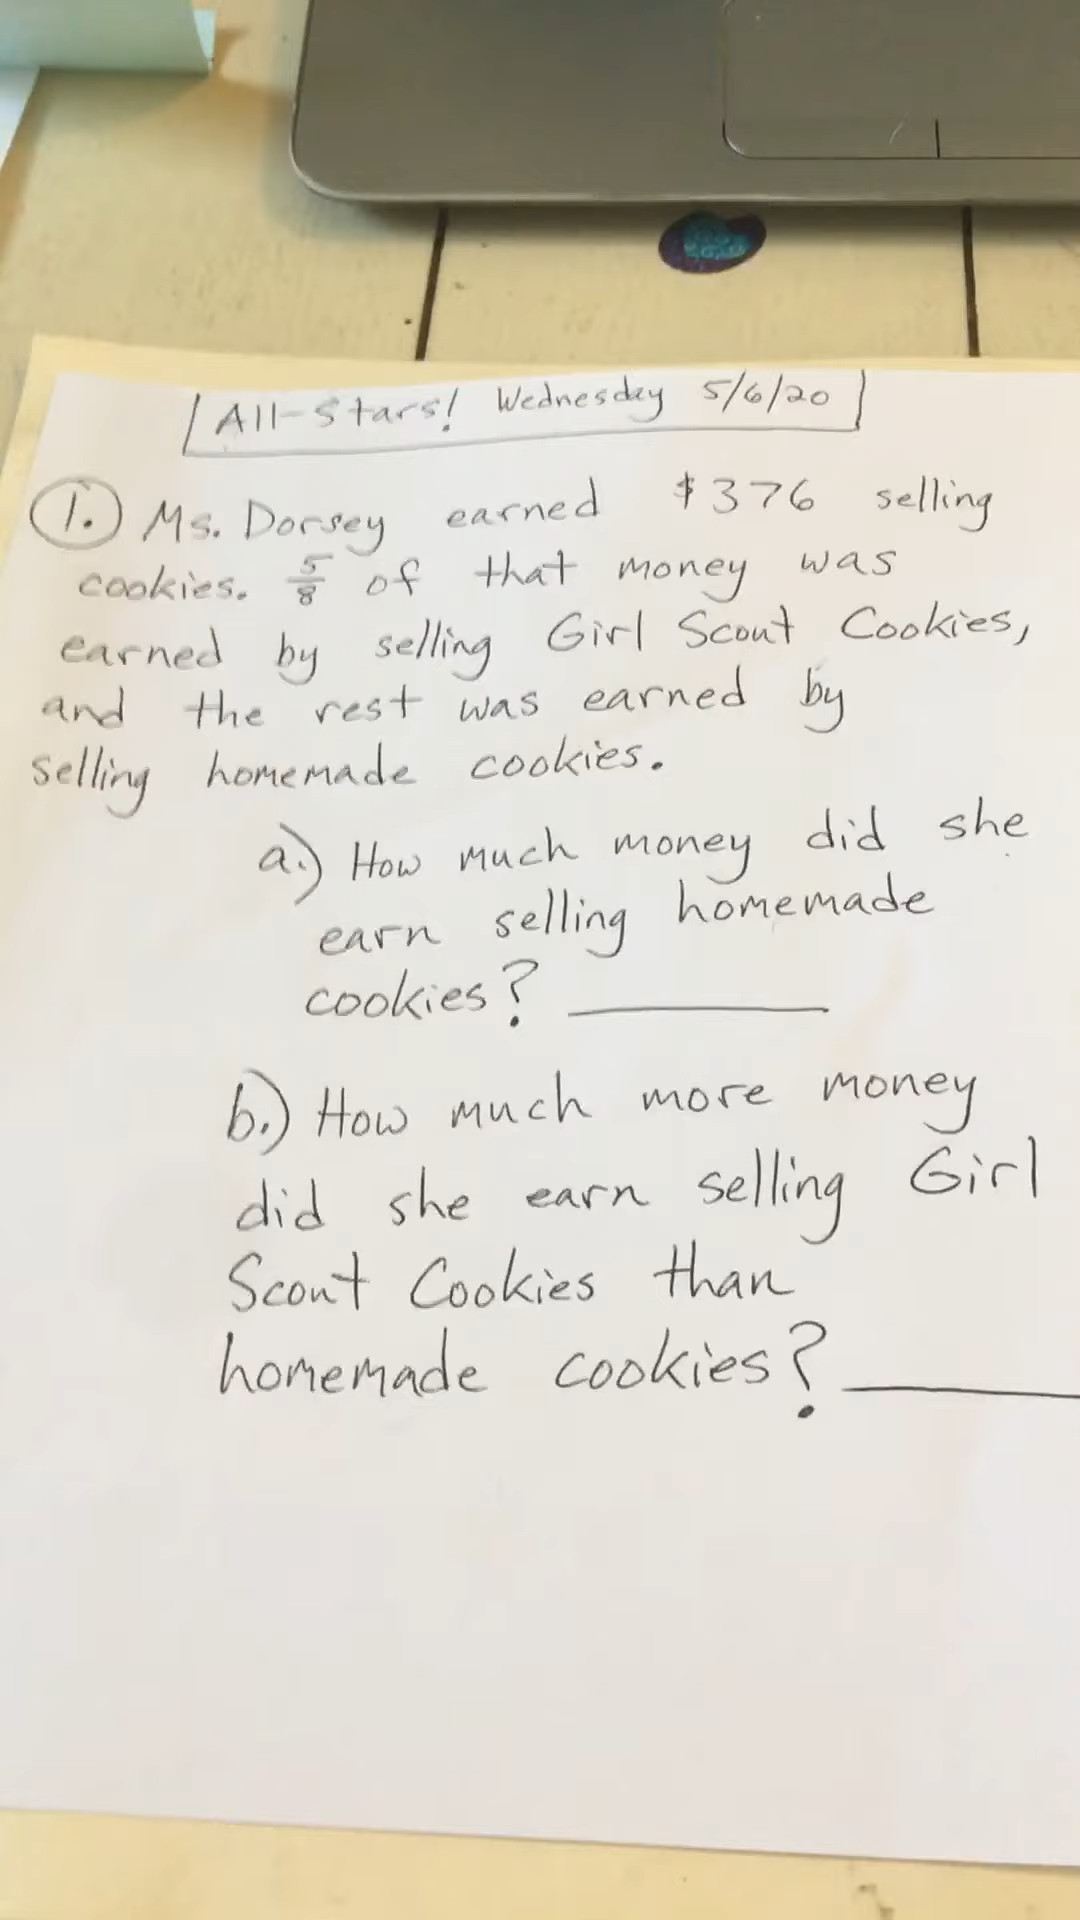 All-Stars! Wednesday 5/6/20
1. Ms. Dorsey earned $376 selling
cookies. 5/8 of that money was
earned by selling Girl Scout Cookies,
and the rest was earned by
selling homemade cookies.
a.) How much money did she
earn selling homemade
cookies? ________
b.) How much more money
did she earn selling Girl
Scout Cookies than
homemade cookies? ________